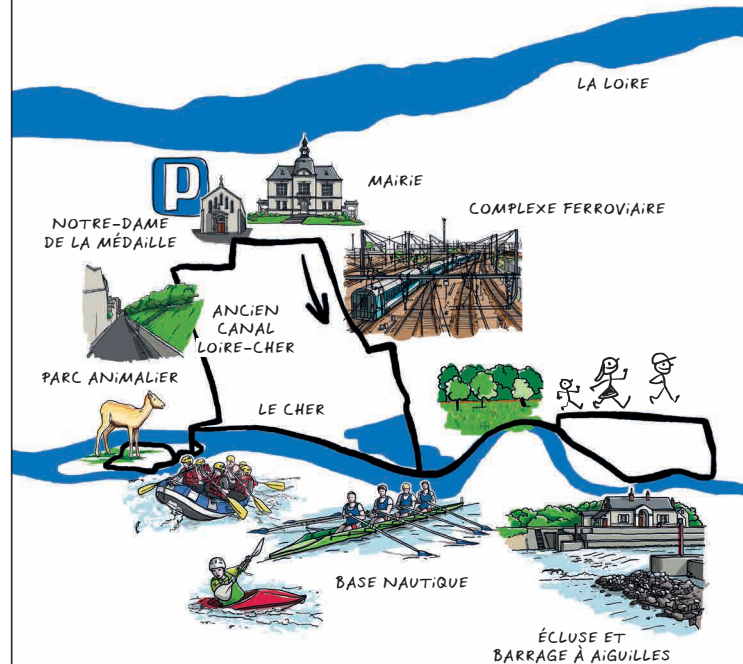 LA LOiRE
P
MAiRiE
NOTRE-DAME
DE LA MÉDAiLLE
COMPLEXE FERROViAiRE
ANCiEN
CANAL
LOiRE-CHER
PARC ANiMALiER
LE CHER
BASE NAUTiQUE
ÉCLUSE ET
BARRAGE À AiGUiLLES